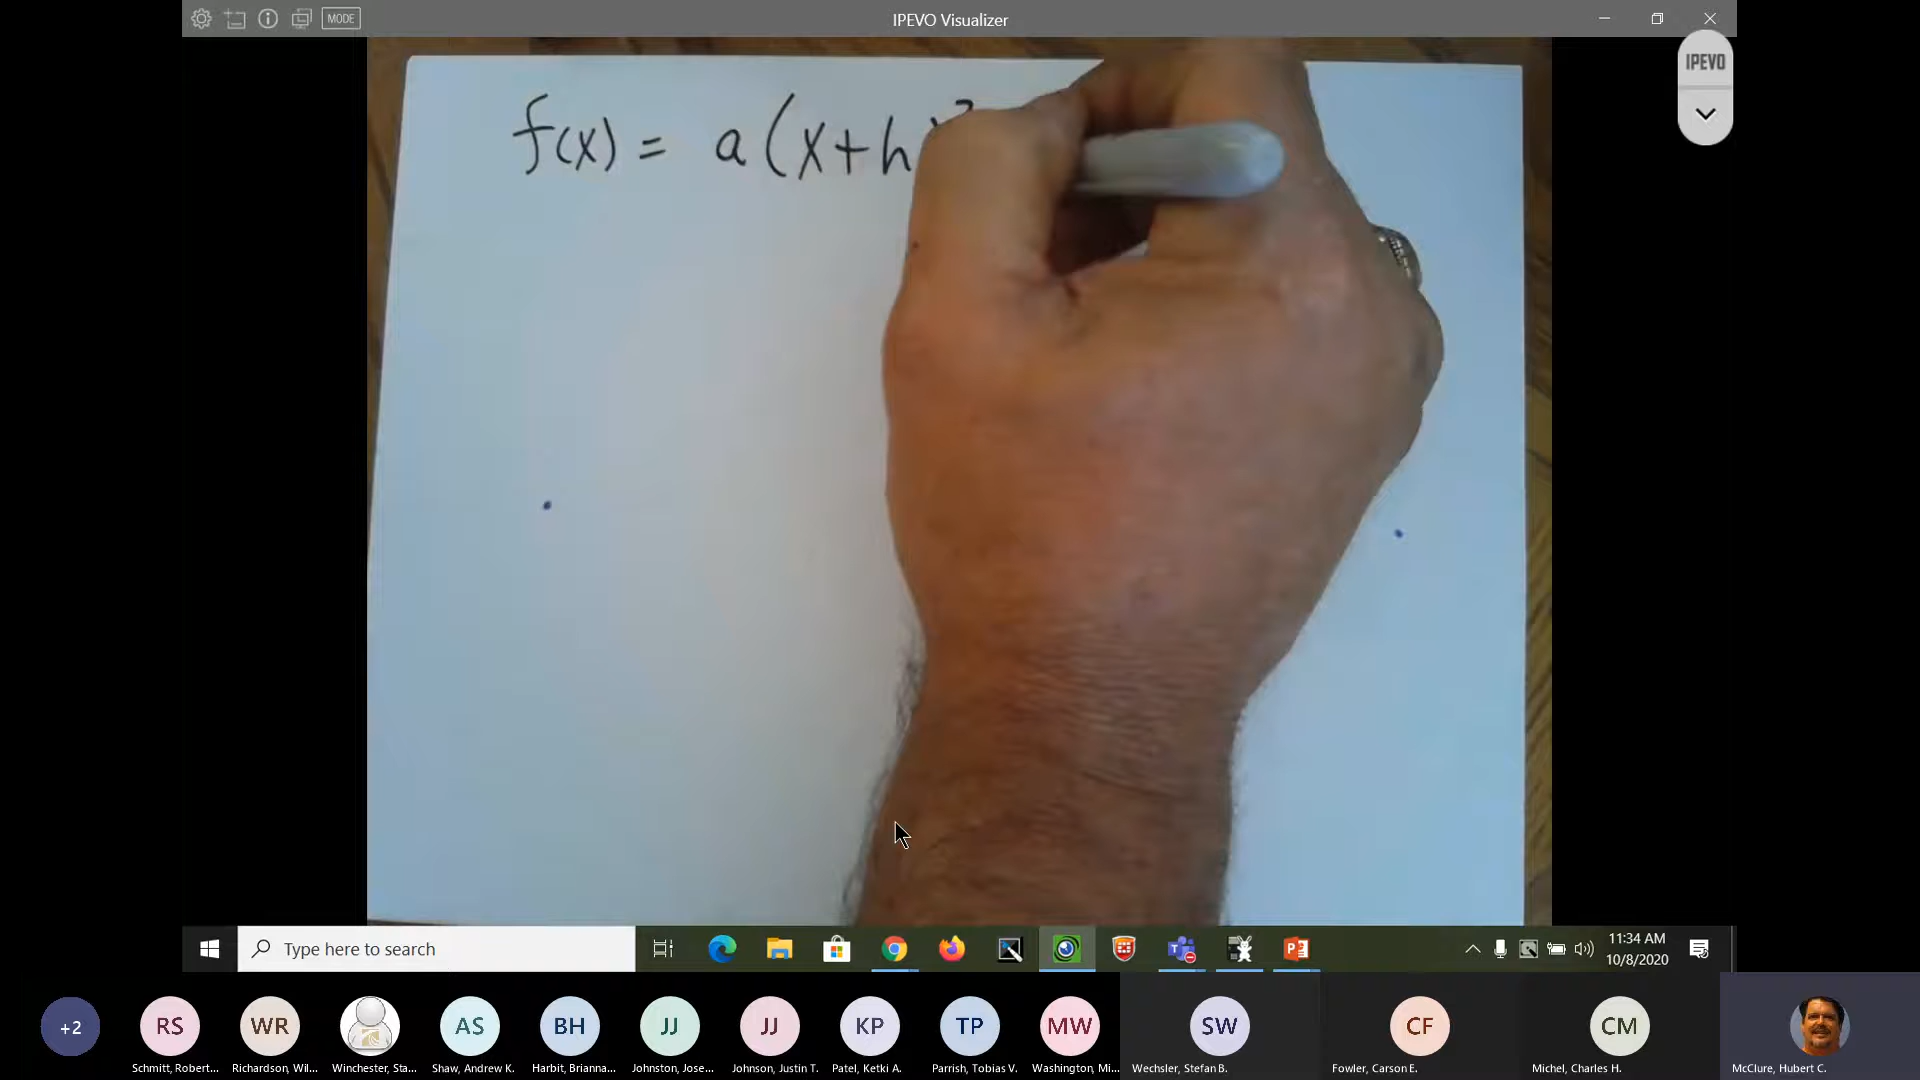 MODE
IPEVO Visualizer
IPEVO
f(x) = a(x+h)²
Type here to search
11:34 AM
10/8/2020
+2
RS
WR
AS
BH
JJ
JJ
KP
TP
MW
SW
CF
CM
Schmitt, Robert...
Richardson, Wil...
Winchester, Sta...
Shaw, Andrew K.
Harbit, Brianna...
Johnston, Jose...
Johnson, Justin T.
Patel, Ketki A.
Parrish, Tobias V.
Washington, Mi...
Wechsler, Stefan B.
Fowler, Carson E.
Michel, Charles H.
McClure, Hubert C.